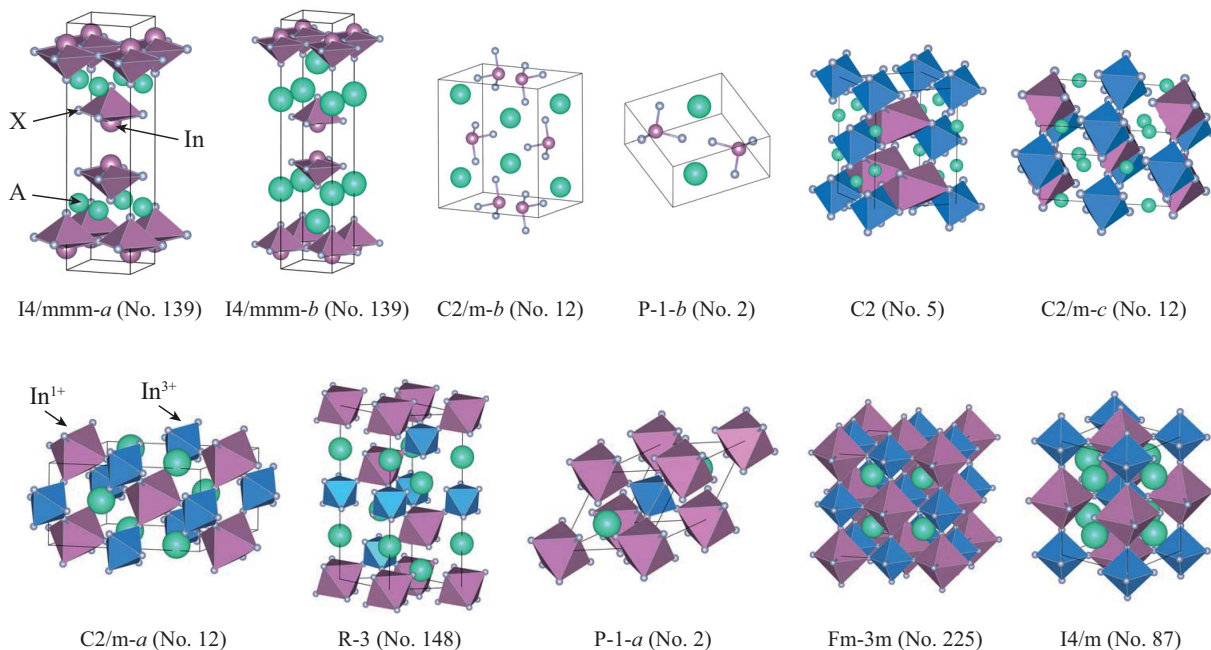 X
In
A
I4/mmm-a (No. 139)
I4/mmm-b (No. 139)
C2/m-b (No. 12)
P-1-b (No. 2)
C2 (No. 5)
C2/m-c (No. 12)
In¹⁺
In³⁺
C2/m-a (No. 12)
R-3 (No. 148)
P-1-a (No. 2)
Fm-3m (No. 225)
I4/m (No. 87)